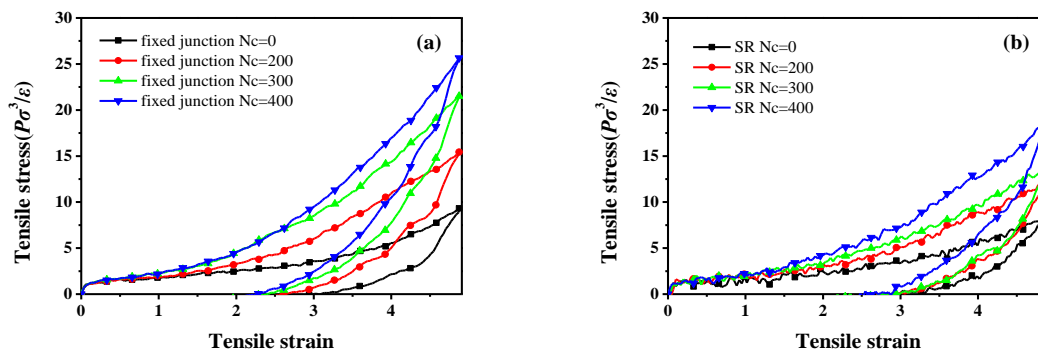 (a)
fixed junction Nc=0
fixed junction Nc=200
fixed junction Nc=300
fixed junction Nc=400
Tensile stress(Pσ³/ε)
30
25
20
15
10
5
0
0 1 2 3 4
Tensile strain
(b)
SR Nc=0
SR Nc=200
SR Nc=300
SR Nc=400
Tensile stress(Pσ³/ε)
30
25
20
15
10
5
0
0 1 2 3 4
Tensile strain